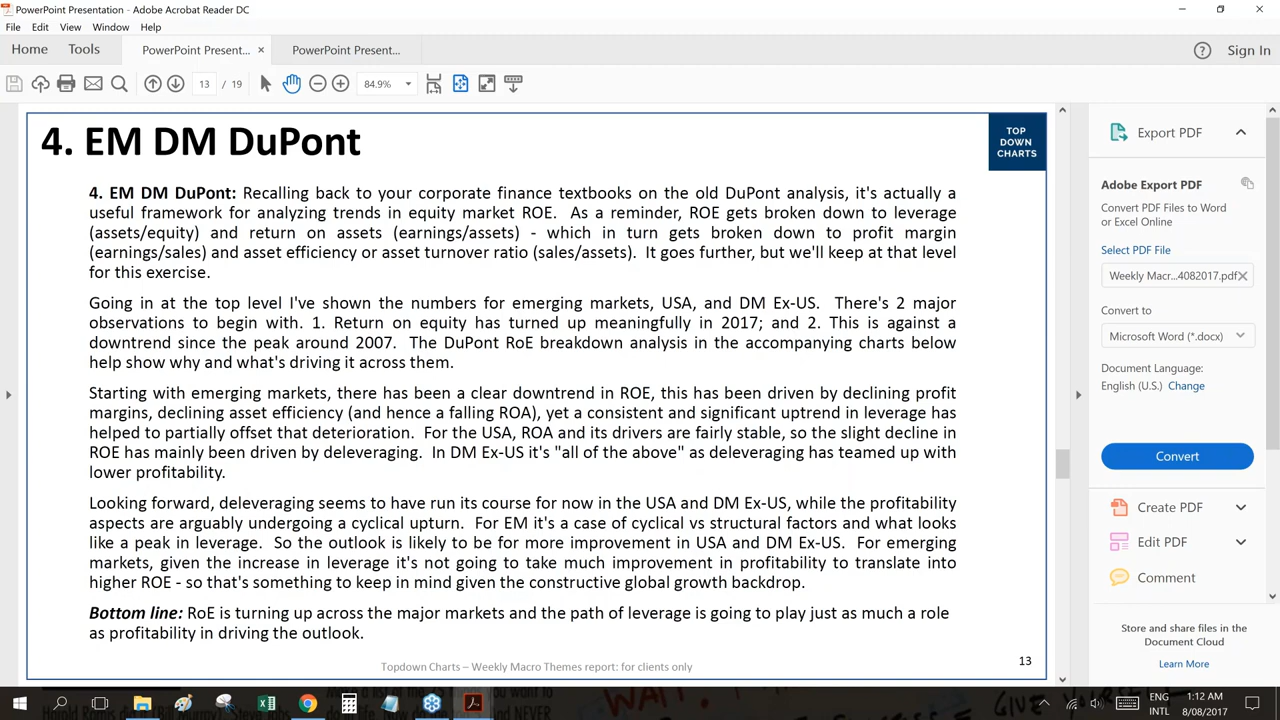 PowerPoint Presentation - Adobe Acrobat Reader DC
File Edit View Window Help
Home Tools PowerPoint Present... × PowerPoint Present... Sign In
13 / 19 84.9%
4. EM DM DuPont
TOP
DOWN
CHARTS
4. EM DM DuPont: Recalling back to your corporate finance textbooks on the old DuPont analysis, it's actually a
useful framework for analyzing trends in equity market ROE. As a reminder, ROE gets broken down to leverage
(assets/equity) and return on assets (earnings/assets) - which in turn gets broken down to profit margin
(earnings/sales) and asset efficiency or asset turnover ratio (sales/assets). It goes further, but we'll keep at that level
for this exercise.
Going in at the top level I've shown the numbers for emerging markets, USA, and DM Ex-US. There's 2 major
observations to begin with. 1. Return on equity has turned up meaningfully in 2017; and 2. This is against a
downtrend since the peak around 2007. The DuPont RoE breakdown analysis in the accompanying charts below
help show why and what's driving it across them.
Starting with emerging markets, there has been a clear downtrend in ROE, this has been driven by declining profit
margins, declining asset efficiency (and hence a falling ROA), yet a consistent and significant uptrend in leverage has
helped to partially offset that deterioration. For the USA, ROA and its drivers are fairly stable, so the slight decline in
ROE has mainly been driven by deleveraging. In DM Ex-US it's "all of the above" as deleveraging has teamed up with
lower profitability.
Looking forward, deleveraging seems to have run its course for now in the USA and DM Ex-US, while the profitability
aspects are arguably undergoing a cyclical upturn. For EM it's a case of cyclical vs structural factors and what looks
like a peak in leverage. So the outlook is likely to be for more improvement in USA and DM Ex-US. For emerging
markets, given the increase in leverage it's not going to take much improvement in profitability to translate into
higher ROE - so that's something to keep in mind given the constructive global growth backdrop.
Bottom line: RoE is turning up across the major markets and the path of leverage is going to play just as much a role
as profitability in driving the outlook.
Topdown Charts – Weekly Macro Themes report: for clients only
13
Export PDF
Adobe Export PDF
Convert PDF Files to Word
or Excel Online
Select PDF File
Weekly Macr...4082017.pdf
Convert to
Microsoft Word (*.docx)
Document Language:
English (U.S.) Change
Convert
Create PDF
Edit PDF
Comment
Store and share files in the
Document Cloud
Learn More
ENG
INTL
1:12 AM
8/08/2017